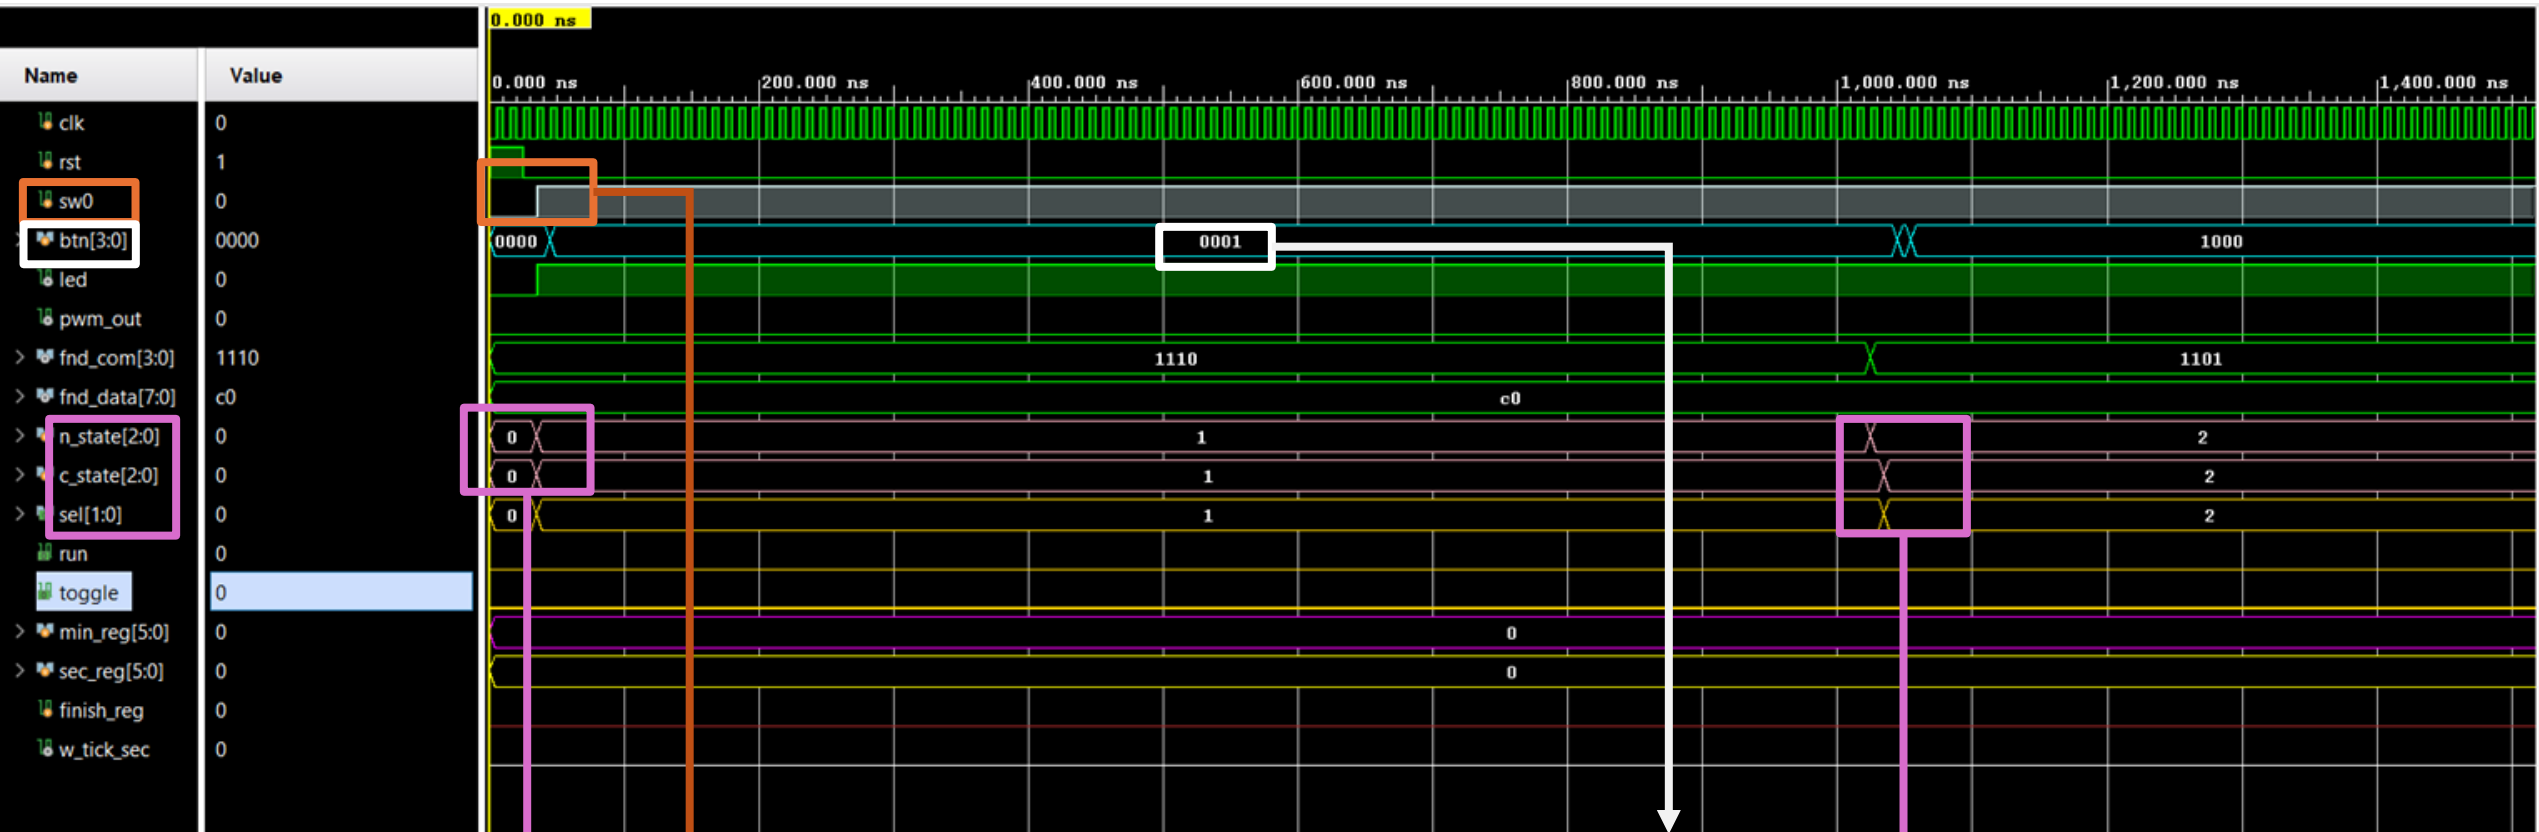 0.000 ns
Name Value
0.000 ns 200.000 ns 400.000 ns 600.000 ns 800.000 ns 1,000.000 ns 1,200.000 ns 1,400.000 ns
clk 0
rst 1
sw0 0
btn[3:0] 0000 0000 0001 1000
led 0
pwm_out 0
fnd_com[3:0] 1110 1110 1101
fnd_data[7:0] c0 c0
n_state[2:0] 0 0 1 2
c_state[2:0] 0 0 1 2
sel[1:0] 0 0 1 2
run 0
toggle 0
min_reg[5:0] 0 0
sec_reg[5:0] 0 0
finish_reg 0
w_tick_sec 0